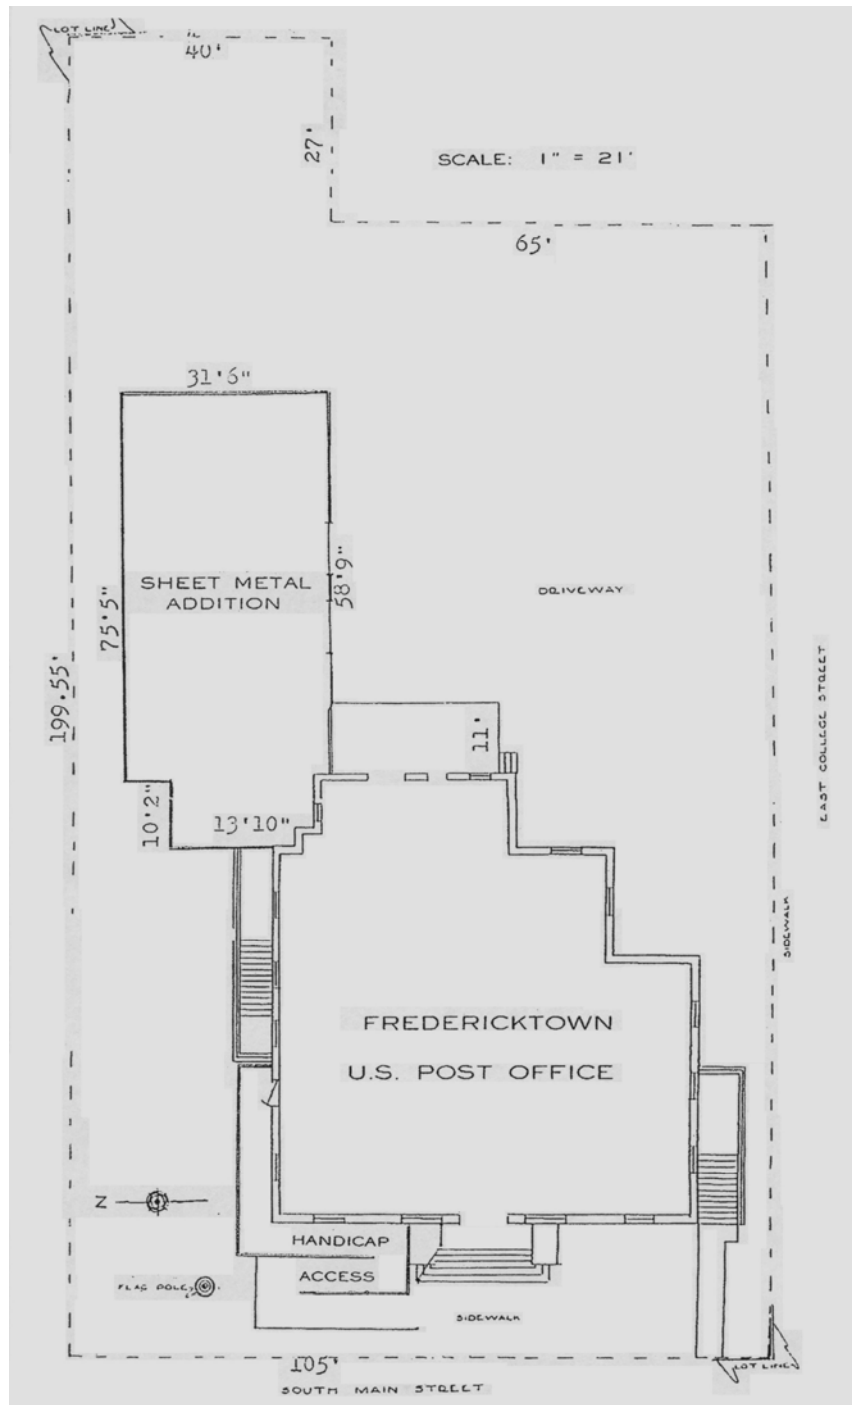 LOT LINE
40'
27'
SCALE: 1" = 21'
65'
31'6"
SHEET METAL
ADDITION
58'9"
75'5"
DRIVEWAY
199.55'
EAST COLLEGE STREET
11'
10'2"
13'10"
SIDEWALK
FREDERICKTOWN
U.S. POST OFFICE
N
HANDICAP
ACCESS
FLAG POLE
SIDEWALK
LOT LINE
105'
SOUTH MAIN STREET